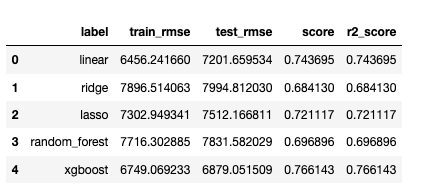 label train_rmse test_rmse score r2_score
0 linear 6456.241660 7201.659534 0.743695 0.743695
1 ridge 7896.514063 7994.812030 0.684130 0.684130
2 lasso 7302.949341 7512.166811 0.721117 0.721117
3 random_forest 7716.302885 7831.582029 0.696896 0.696896
4 xgboost 6749.069233 6879.051509 0.766143 0.766143